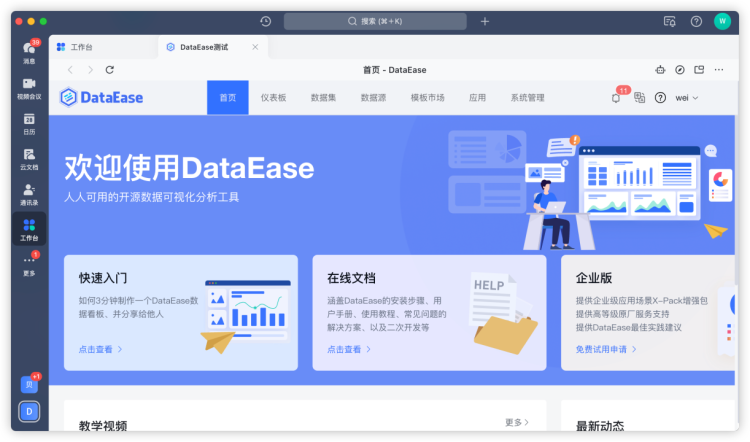 搜索 (⌘+K)
W
39
消息
视频会议
28
日历
云文档
通讯录
工作台
1
更多
贝
+1
D
工作台
DataEase测试
首页 - DataEase
DataEase
首页
仪表板
数据集
数据源
模板市场
应用
系统管理
11
wei
欢迎使用DataEase
人人可用的开源数据可视化分析工具
快速入门
如何3分钟制作一个DataEase数
据看板、并分享给他人
点击查看 >
在线文档
涵盖DataEase的安装步骤、用
户手册、使用教程、常见问题的
解决方案、以及二次开发等
点击查看 >
HELP
企业版
提供企业级应用场景X-Pack增强包
提供高等级原厂服务支持
提供DataEase最佳实践建议
免费试用申请 >
教学视频
更多 >
最新动态